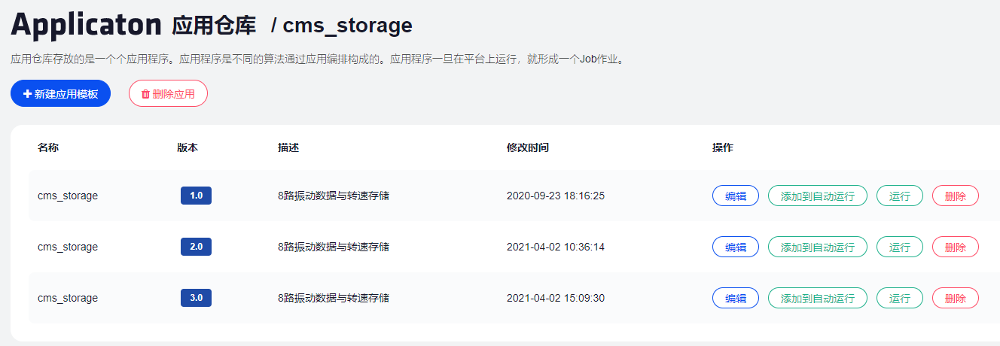 Applicaton 应用仓库 / cms_storage
应用仓库存放的是一个个应用程序。应用程序是不同的算法通过应用编排构成的。应用程序一旦在平台上运行，就形成一个Job作业。
新建应用模板 删除应用
名称 版本 描述 修改时间 操作
cms_storage 1.0 8路振动数据与转速存储 2020-09-23 18:16:25 编辑 添加到自动运行 运行 删除
cms_storage 2.0 8路振动数据与转速存储 2021-04-02 10:36:14 编辑 添加到自动运行 运行 删除
cms_storage 3.0 8路振动数据与转速存储 2021-04-02 15:09:30 编辑 添加到自动运行 运行 删除